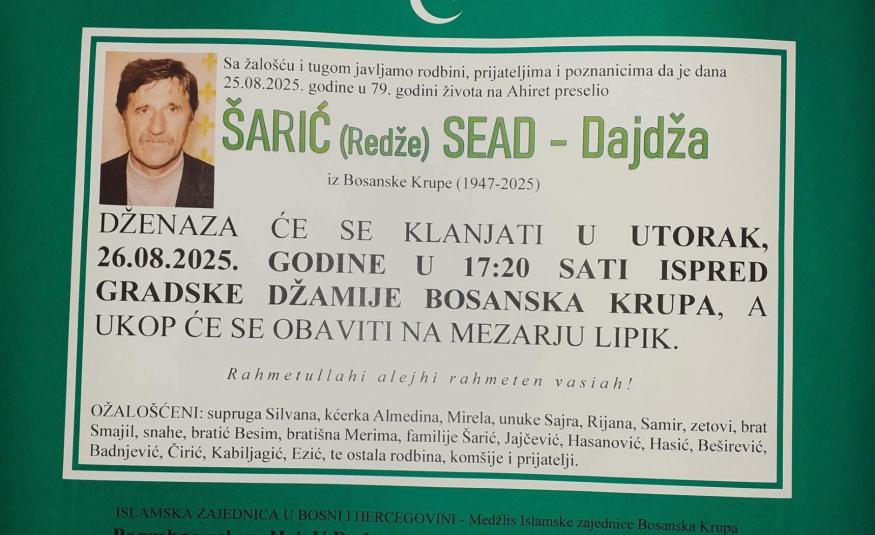 Sa žalošću i tugom javljamo rodbini, prijateljima i poznanicima da je dana
25.08.2025. godine u 79. godini života na Ahiret preselio
ŠARIĆ (Redže) SEAD - Dajdža
iz Bosanske Krupe (1947-2025)
DŽENAZA ĆE SE KLANJATI U UTORAK,
26.08.2025. GODINE U 17:20 SATI ISPRED
GRADSKE DŽAMIJE BOSANSKA KRUPA, A
UKOP ĆE SE OBAVITI NA MEZARJU LIPIK.
Rahmetullahi alejhi rahmeten vasiah!
OŽALOŠĆENI: supruga Silvana, kćerka Almedina, Mirela, unuke Sajra, Rijana, Samir, zetovi, brat
Smajil, snahe, bratić Besim, bratišna Merima, familije Šarić, Jajčević, Hasanović, Hasić, Beširević,
Badnjević, Čirić, Kabiljagić, Ezić, te ostala rodbina, komšije i prijatelji.
ISLAMSKA ZAJEDNICA U BOSNI I HERCEGOVINI - Medžlis Islamske zajednice Bosanska Krupa